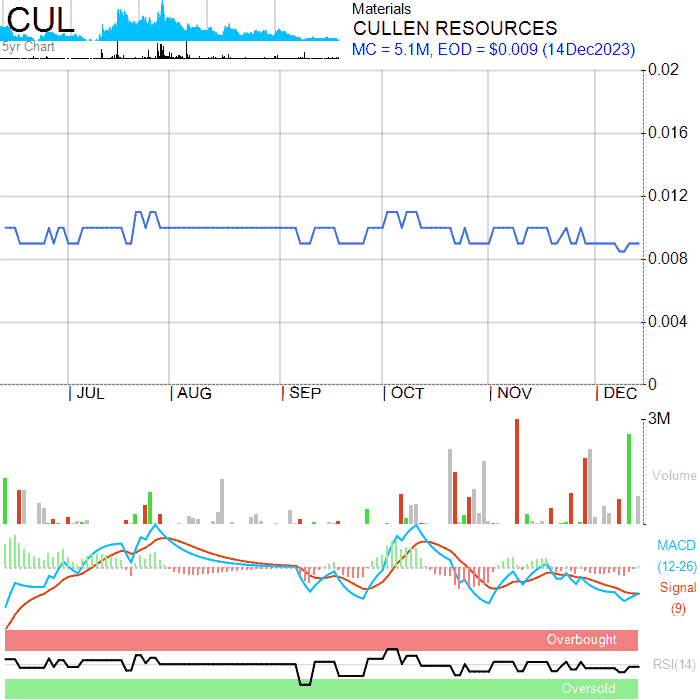 CUL
5yr Chart
Materials
CULLEN RESOURCES
MC = 5.1M, EOD = $0.009 (14Dec2023)
0.02
0.016
0.012
0.008
0.004
0
JUL AUG SEP OCT NOV DEC
3M
Volume
MACD
(12-26)
Signal
(9)
Overbought
RSI(14)
Oversold